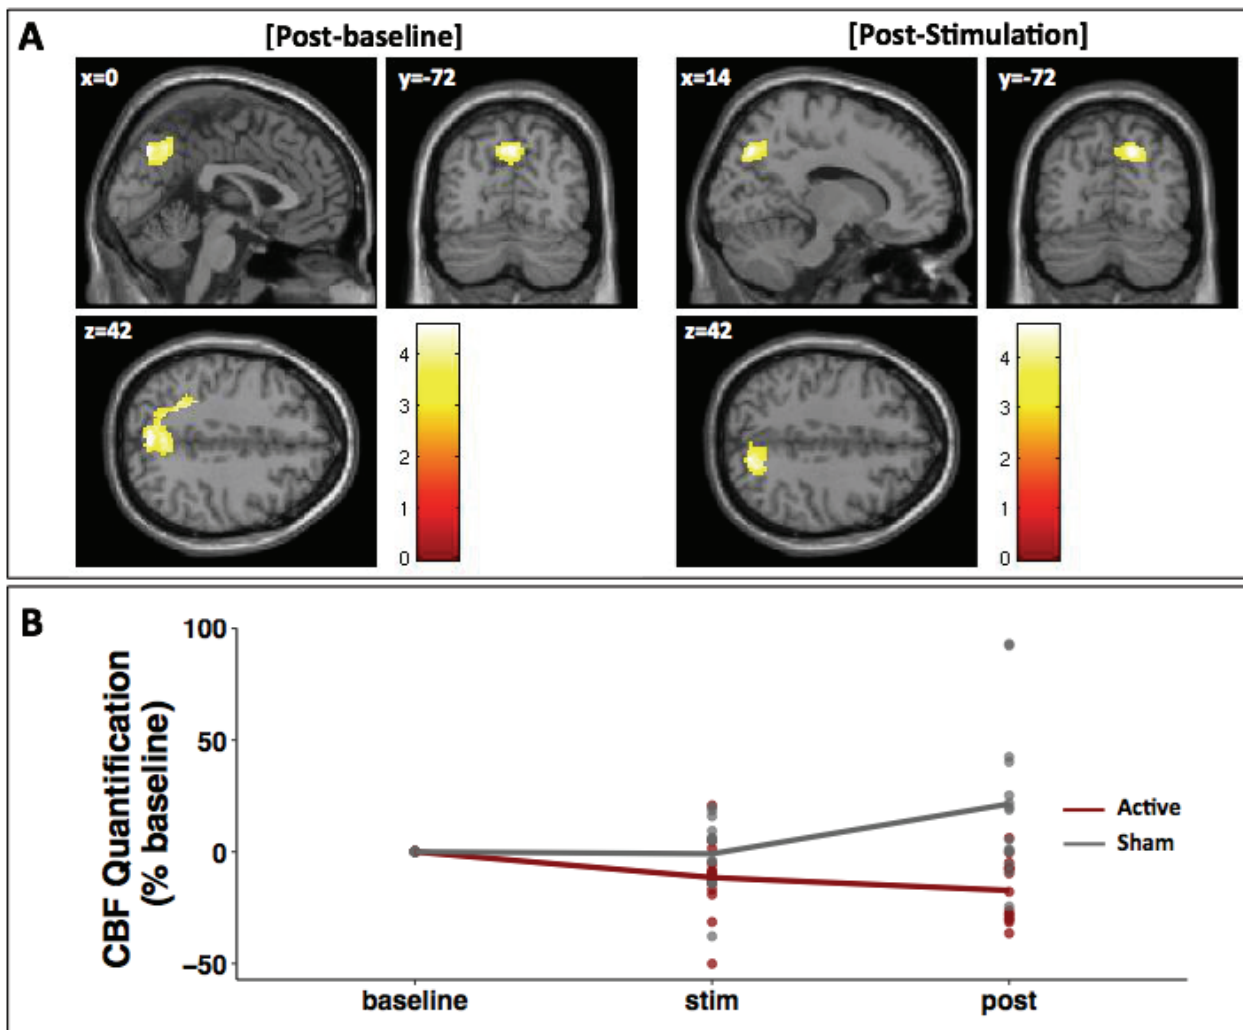 A
[Post-baseline]
[Post-Stimulation]
x=0
y=-72
x=14
y=-72
z=42
4
3
2
1
0
z=42
4
3
2
1
0
B
CBF Quantification
(% baseline)
100
50
0
−50
baseline
stim
post
Active
Sham